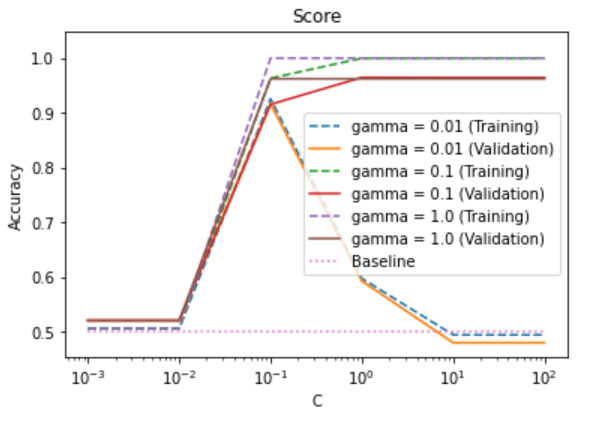 Score
Accuracy
1.0
0.9
0.8
0.7
0.6
0.5
gamma = 0.01 (Training)
gamma = 0.01 (Validation)
gamma = 0.1 (Training)
gamma = 0.1 (Validation)
gamma = 1.0 (Training)
gamma = 1.0 (Validation)
Baseline
10⁻³ 10⁻² 10⁻¹ 10⁰ 10¹ 10²
C